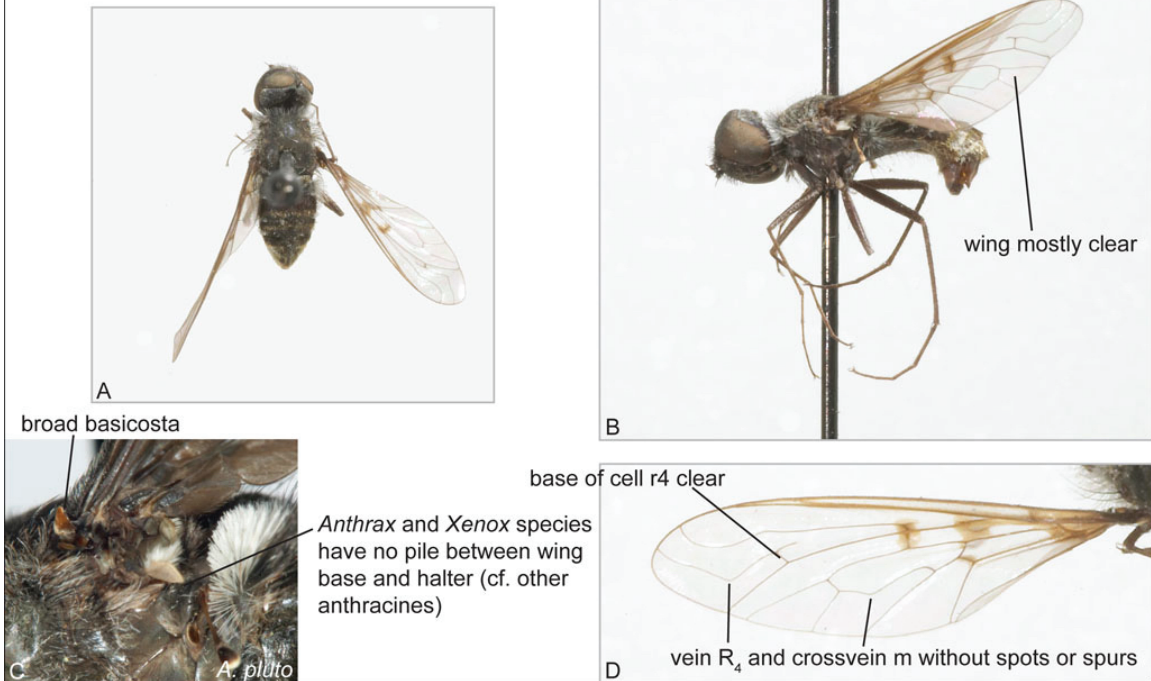 A
B
wing mostly clear
broad basicosta
Anthrax and Xenox species
have no pile between wing
base and halter (cf. other
anthracines)
C
A. pluto
base of cell r4 clear
vein R4 and crossvein m without spots or spurs
D